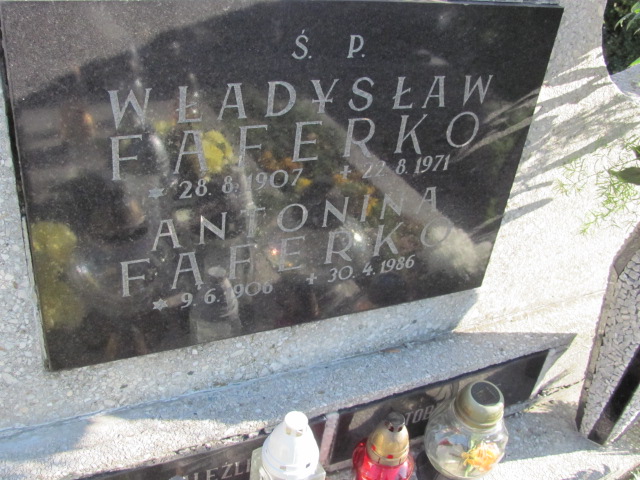 Ś. P.
WŁADYSŁAW
FAFERKO
* 28.8.1907 + 22.8.1971
ANTONINA
FAFERKO
* 9.6.1906 + 30.4.1986